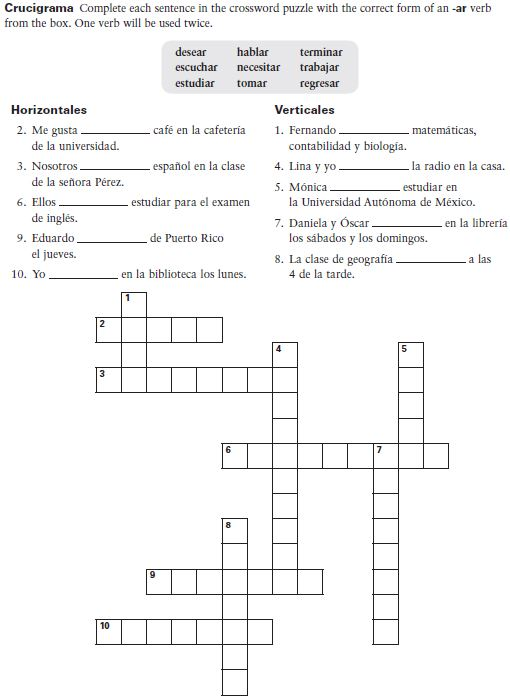 Crucigrama Complete each sentence in the crossword puzzle with the correct form of an -ar verb
from the box. One verb will be used twice.
desear hablar terminar
escuchar necesitar trabajar
estudiar tomar regresar
Horizontales
2. Me gusta __________ café en la cafetería
de la universidad.
3. Nosotros __________ español en la clase
de la señora Pérez.
6. Ellos __________ estudiar para el examen
de inglés.
9. Eduardo __________ de Puerto Rico
el jueves.
10. Yo __________ en la biblioteca los lunes.
Verticales
1. Fernando __________ matemáticas,
contabilidad y biología.
4. Lina y yo __________ la radio en la casa.
5. Mónica __________ estudiar en
la Universidad Autónoma de México.
7. Daniela y Óscar __________ en la librería
los sábados y los domingos.
8. La clase de geografía __________ a las
4 de la tarde.
1
2
4 5
3
6 7
8
9
10